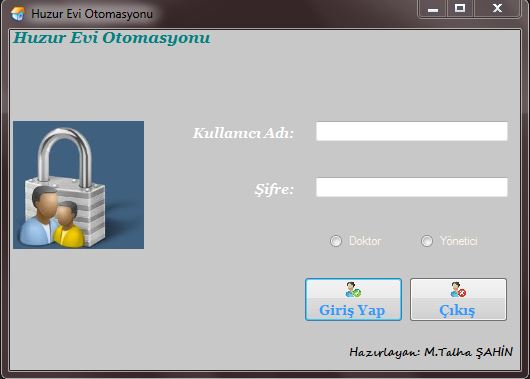 Huzur Evi Otomasyonu
Huzur Evi Otomasyonu
Kullanıcı Adı:
Şifre:
Doktor
Yönetici
Giriş Yap
Çıkış
Hazırlayan: M.Talha ŞAHİN